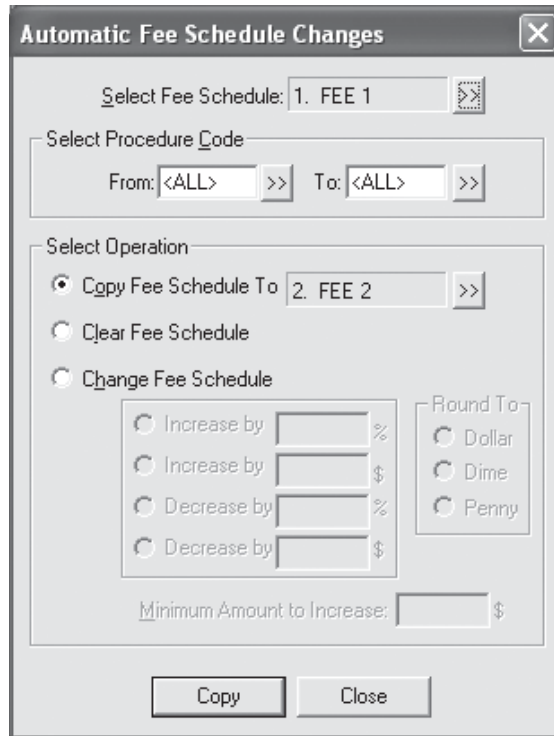 Automatic Fee Schedule Changes
Select Fee Schedule: 1. FEE 1 >>
Select Procedure Code
From: <ALL> >> To: <ALL> >>
Select Operation
Copy Fee Schedule To 2. FEE 2 >>
Clear Fee Schedule
Change Fee Schedule
Increase by %
Increase by $
Decrease by %
Decrease by $
Round To
Dollar
Dime
Penny
Minimum Amount to Increase: $
Copy Close